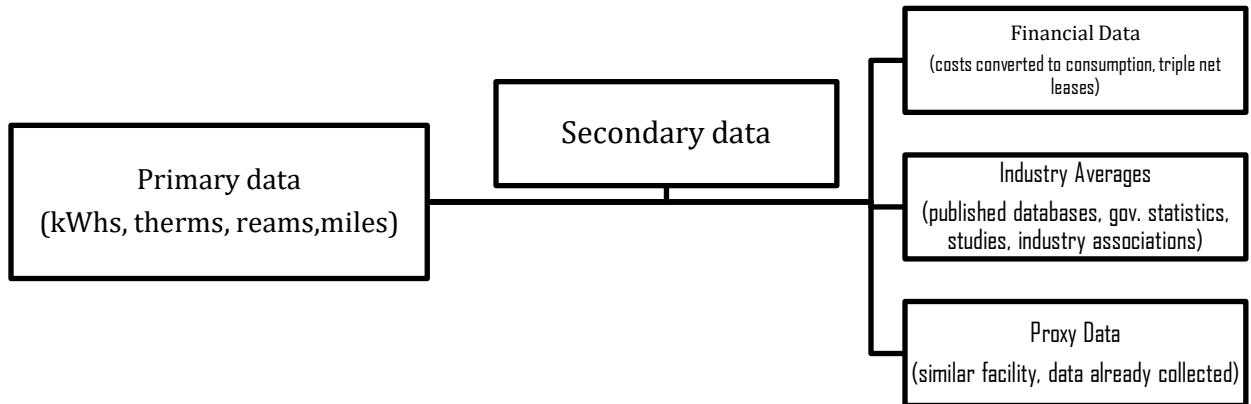 Primary data
(kWhs, therms, reams,miles)
Secondary data
Financial Data
(costs converted to consumption, triple net
leases)
Industry Averages
(published databases, gov. statistics,
studies, industry associations)
Proxy Data
(similar facility, data already collected)